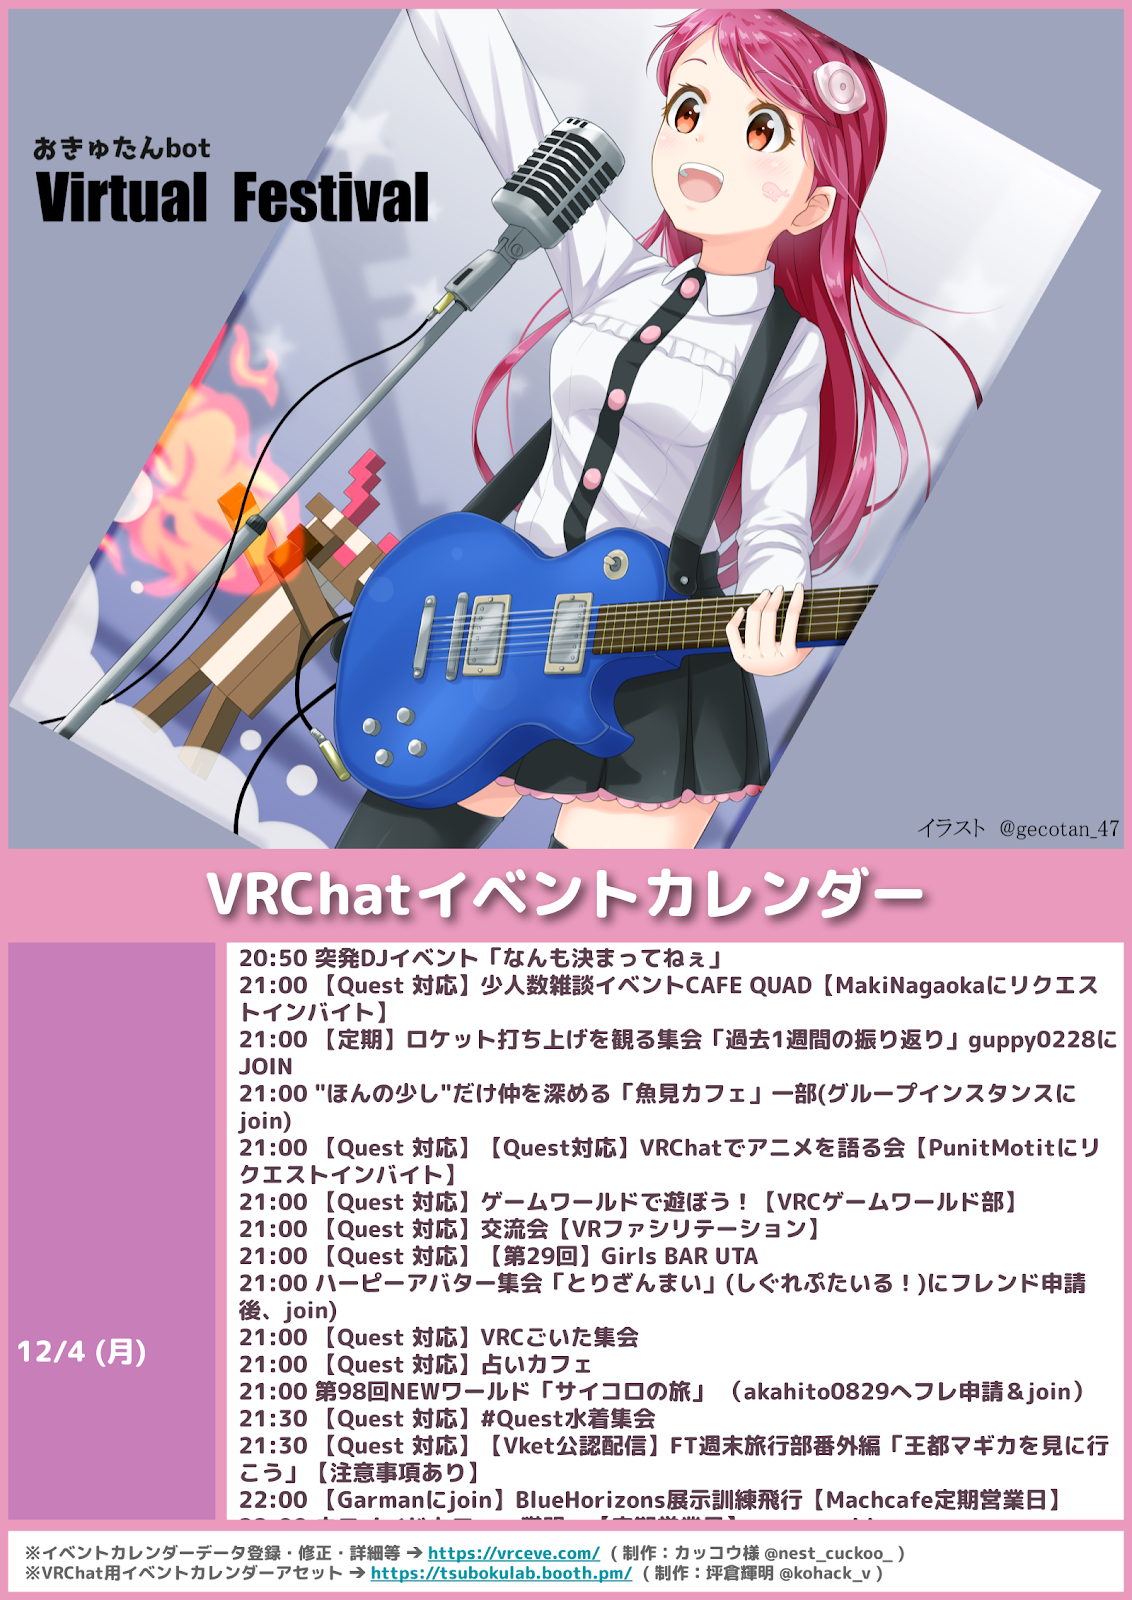 おきゅたんbot
Virtual Festival
イラスト @gecotan_47
VRChatイベントカレンダー
12/4 (月)
20:50 突発DJイベント「なんも決まってねぇ」
21:00 【Quest 対応】少人数雑談イベントCAFE QUAD【MakiNagaokaにリクエス
トインバイト】
21:00 【定期】ロケット打ち上げを観る集会「過去1週間の振り返り」guppy0228に
JOIN
21:00 "ほんの少し"だけ仲を深める「魚見カフェ」一部(グループインスタンスに
join)
21:00 【Quest 対応】【Quest対応】VRChatでアニメを語る会【PunitMotitにリ
クエストインバイト】
21:00 【Quest 対応】ゲームワールドで遊ぼう！【VRCゲームワールド部】
21:00 【Quest 対応】交流会【VRファシリテーション】
21:00 【Quest 対応】【第29回】Girls BAR UTA
21:00 ハーピーアバター集会「とりざんまい」(しぐれぷたいる！)にフレンド申請
後、join)
21:00 【Quest 対応】VRCごいた集会
21:00 【Quest 対応】占いカフェ
21:00 第98回NEWワールド「サイコロの旅」 （akahito0829へフレ申請＆join）
21:30 【Quest 対応】#Quest水着集会
21:30 【Quest 対応】【Vket公認配信】FT週末旅行部番外編「王都マギカを見に行
こう」【注意事項あり】
22:00 【Garmanにjoin】BlueHorizons展示訓練飛行【Machcafe定期営業日】
※イベントカレンダーデータ登録・修正・詳細等 ➔ https://vrceve.com/ ( 制作：カッコウ様 @nest_cuckoo_ )
※VRChat用イベントカレンダーアセット ➔ https://tsubokulab.booth.pm/ ( 制作：坪倉輝明 @kohack_v )